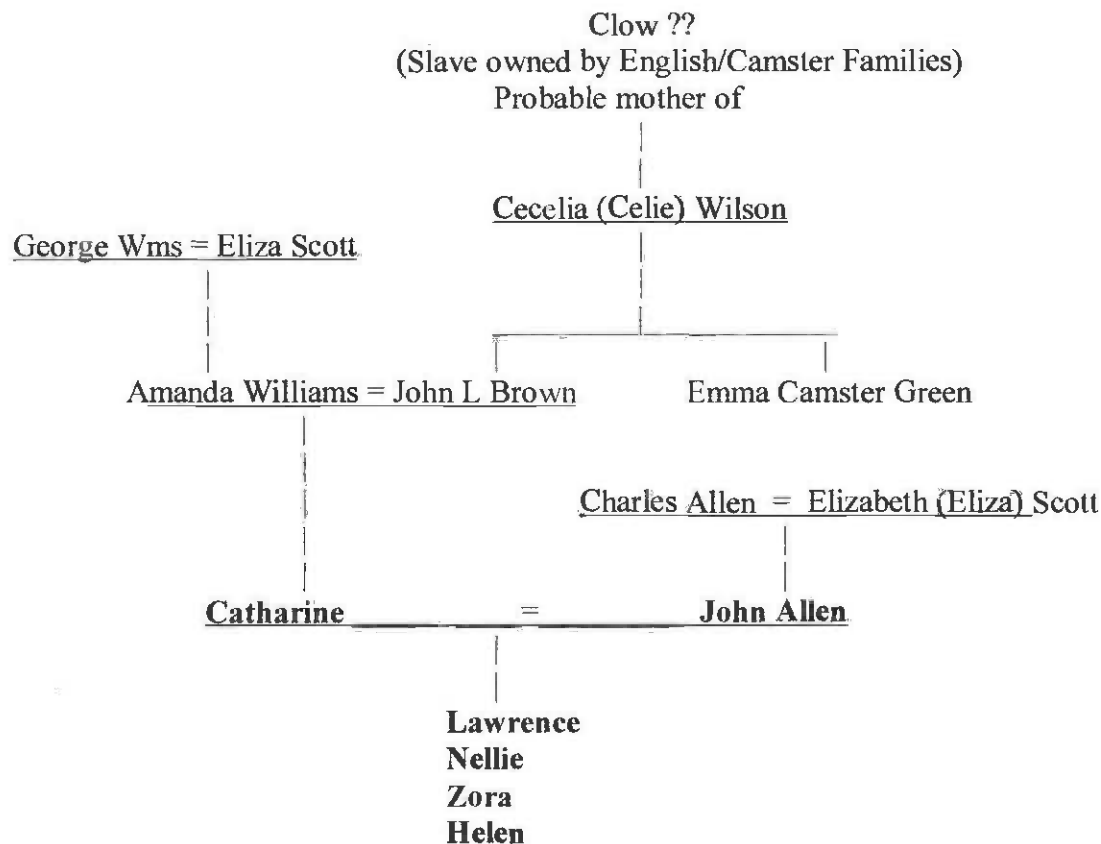 Clow ??
(Slave owned by English/Camster Families)
Probable mother of
Cecelia (Celie) Wilson
George Wms = Eliza Scott
Amanda Williams = John L Brown
Emma Camster Green
Charles Allen = Elizabeth (Eliza) Scott
Catharine = John Allen
Lawrence
Nellie
Zora
Helen